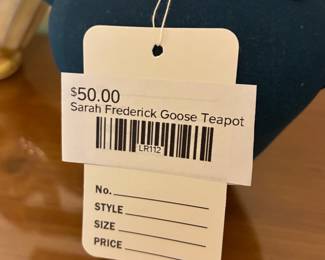 $50.00
Sarah Frederick Goose Teapot
LR112
No.
STYLE
SIZE
PRICE